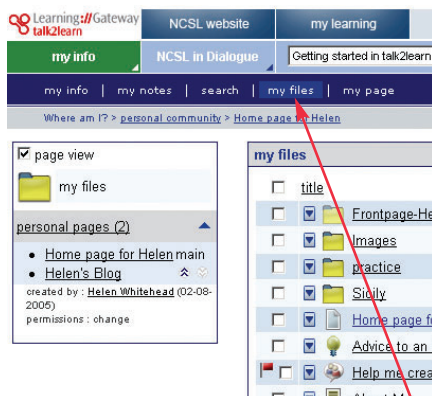 Learning://Gateway
talk2learn
NCSL website
my learning
my info
NCSL in Dialogue
Getting started in talk2learn
my info | my notes | search | my files | my page
Where am I? > personal community > Home page for Helen
page view
my files
personal pages (2)
Home page for Helen main
Helen's Blog
created by : Helen Whitehead (02-08-
2005)
permissions : change
my files
title
Frontpage-He
Images
practice
Sicily
Home page fo
Advice to an
Help me crea